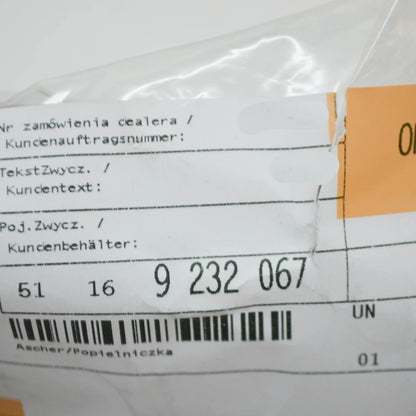 Nr zamówienia dealera /
Kundenauftragsnummer:
TekstZwycz. /
Kundentext:
Poj.Zwycz. /
Kundenbehälter:
51 16 9 232 067
UN
Ascher/Popielniczka
01